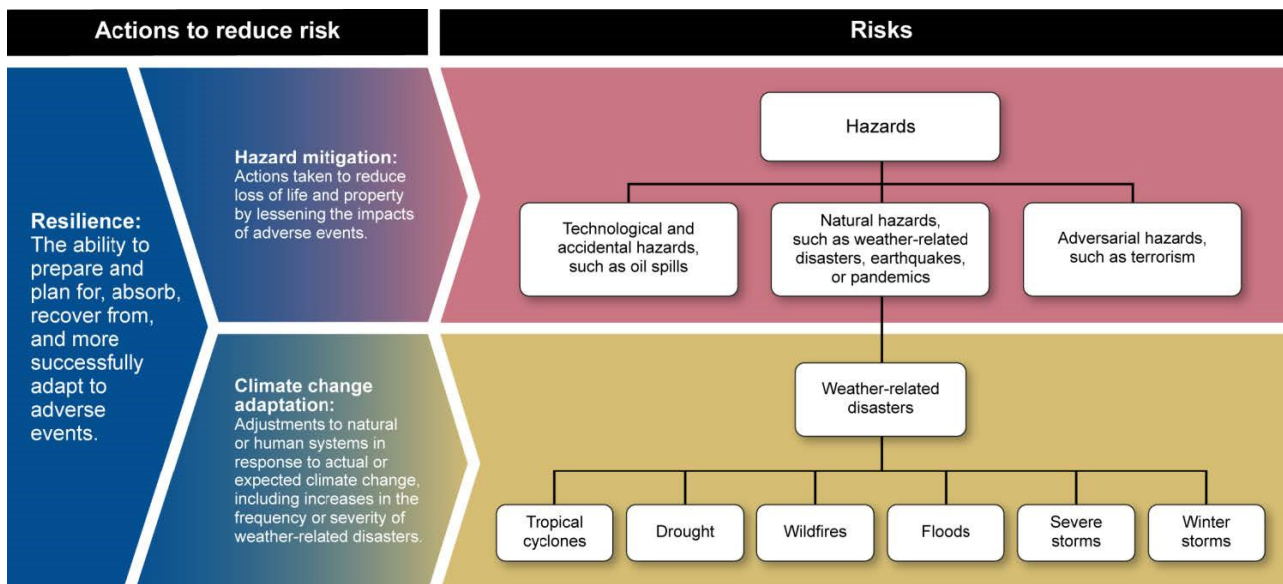 Actions to reduce risk
Risks
Resilience:
The ability to
prepare and
plan for, absorb,
recover from,
and more
successfully
adapt to
adverse
events.
Hazard mitigation:
Actions taken to reduce
loss of life and property
by lessening the impacts
of adverse events.
Climate change
adaptation:
Adjustments to natural
or human systems in
response to actual or
expected climate change,
including increases in the
frequency or severity of
weather-related disasters.
Hazards
Technological and
accidental hazards,
such as oil spills
Natural hazards,
such as weather-related
disasters, earthquakes,
or pandemics
Adversarial hazards,
such as terrorism
Weather-related
disasters
Tropical
cyclones
Drought
Wildfires
Floods
Severe
storms
Winter
storms